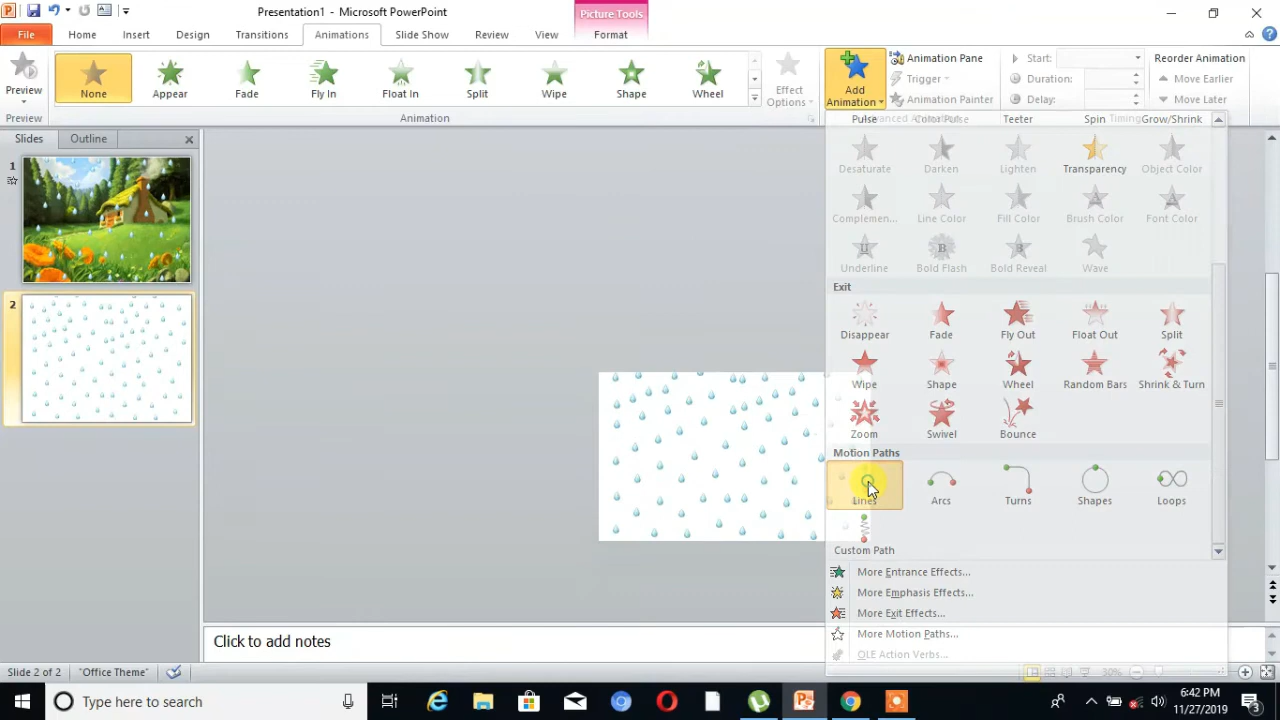 Presentation1 - Microsoft PowerPoint
Picture Tools
File
Home
Insert
Design
Transitions
Animations
Slide Show
Review
View
Format
Preview
None
Appear
Fade
Fly In
Float In
Split
Wipe
Shape
Wheel
Effect
Options
Add
Animation
Animation Pane
Trigger
Animation Painter
Start:
Duration:
Delay:
Reorder Animation
Move Earlier
Move Later
Preview
Animation
Advanced Animation
Timing
Slides
Outline
1
2
Pulse
Color Pulse
Teeter
Spin
Grow/Shrink
Desaturate
Darken
Lighten
Transparency
Object Color
Complemen...
Line Color
Fill Color
Brush Color
Font Color
Underline
Bold Flash
Bold Reveal
Wave
Exit
Disappear
Fade
Fly Out
Float Out
Split
Wipe
Shape
Wheel
Random Bars
Shrink & Turn
Zoom
Swivel
Bounce
Motion Paths
Lines
Arcs
Turns
Shapes
Loops
Custom Path
More Entrance Effects...
More Emphasis Effects...
More Exit Effects...
More Motion Paths...
OLE Action Verbs...
Click to add notes
Slide 2 of 2
"Office Theme"
30%
Type here to search
6:42 PM
11/27/2019
3